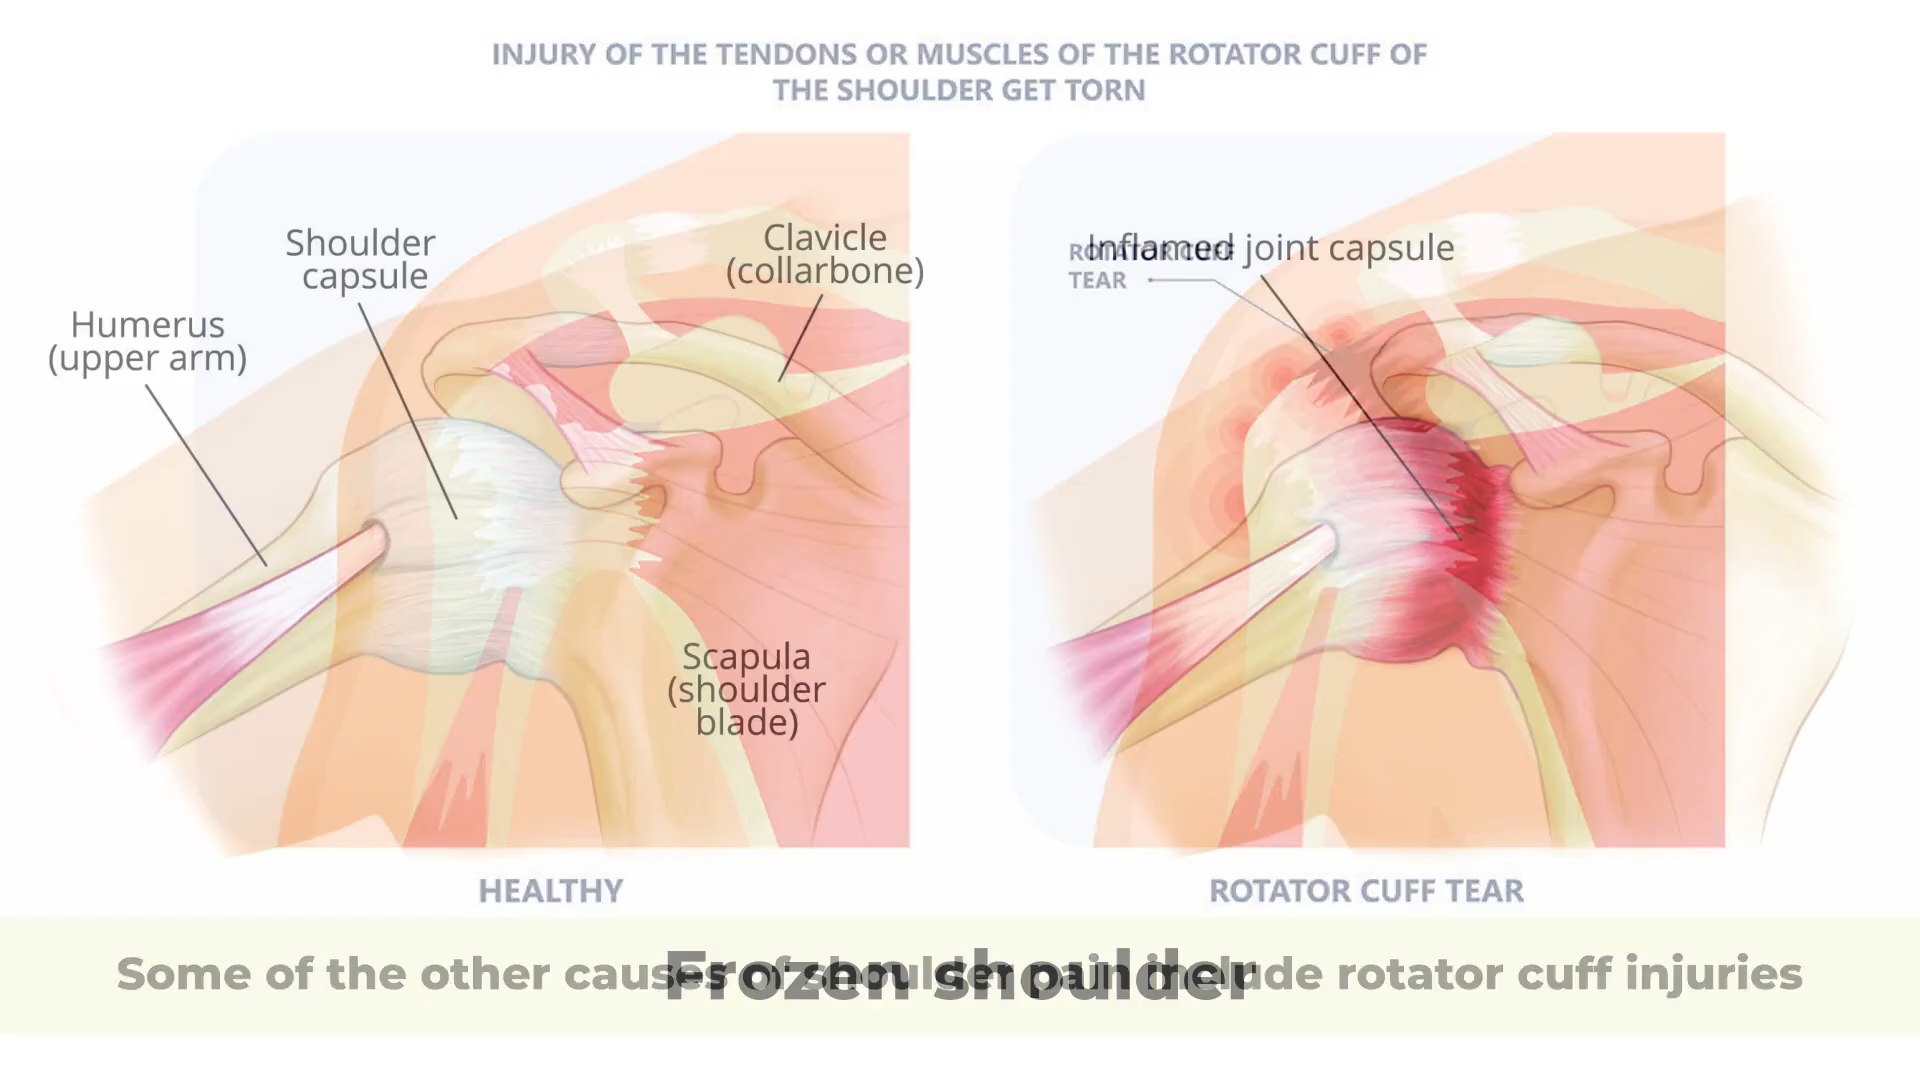 INJURY OF THE TENDONS OR MUSCLES OF THE ROTATOR CUFF OF
THE SHOULDER GET TORN
Shoulder
capsule
Clavicle
(collarbone)
Humerus
(upper arm)
Scapula
(shoulder
blade)
Inflamed joint capsule
ROTATOR CUFF
TEAR
HEALTHY
ROTATOR CUFF TEAR
Some of the other causes of shoulder pain include rotator cuff injuries
Frozen shoulder